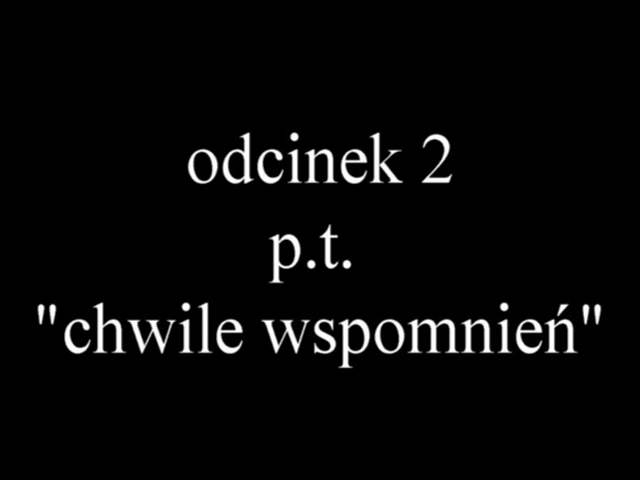 odcinek 2
p.t.
"chwile wspomnień"